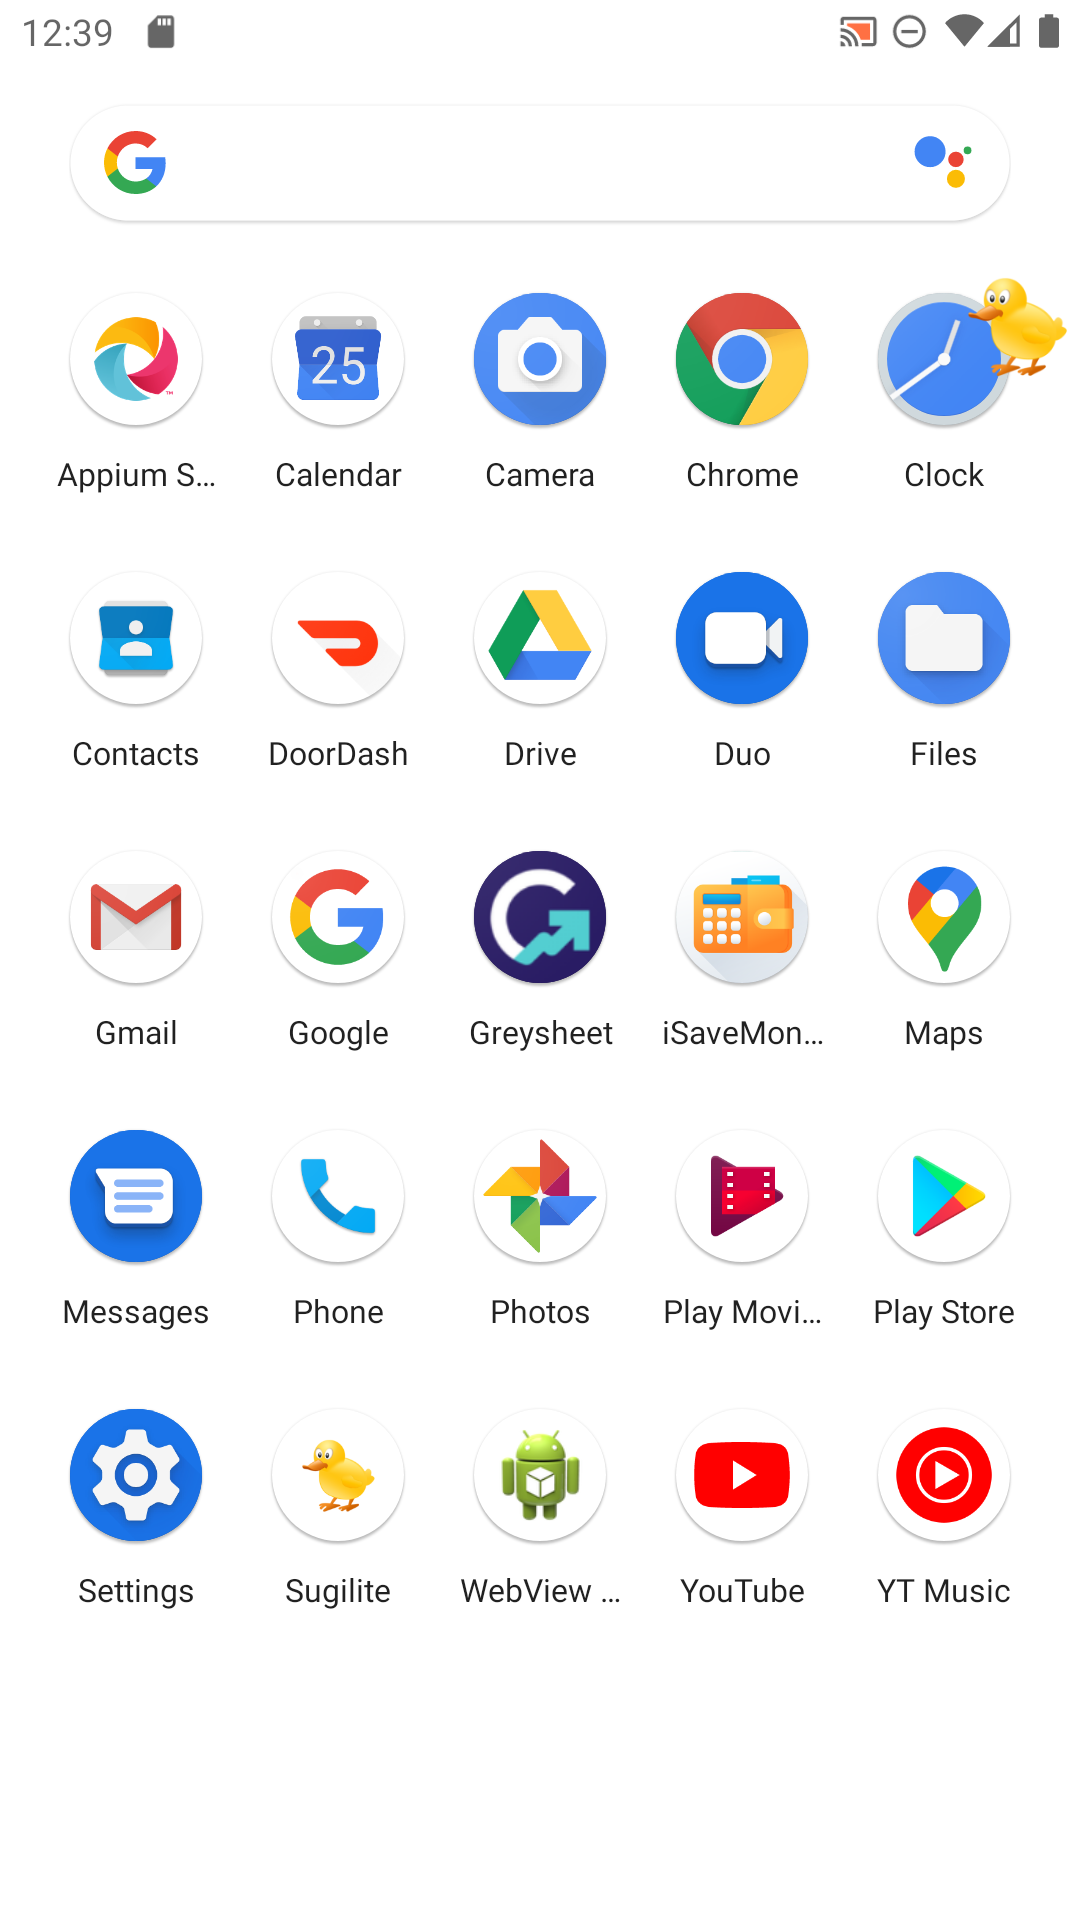 12:39
Appium S... Calendar Camera Chrome Clock
Contacts DoorDash Drive Duo Files
Gmail Google Greysheet iSaveMon... Maps
Messages Phone Photos Play Movi... Play Store
Settings Sugilite WebView ... YouTube YT Music
25